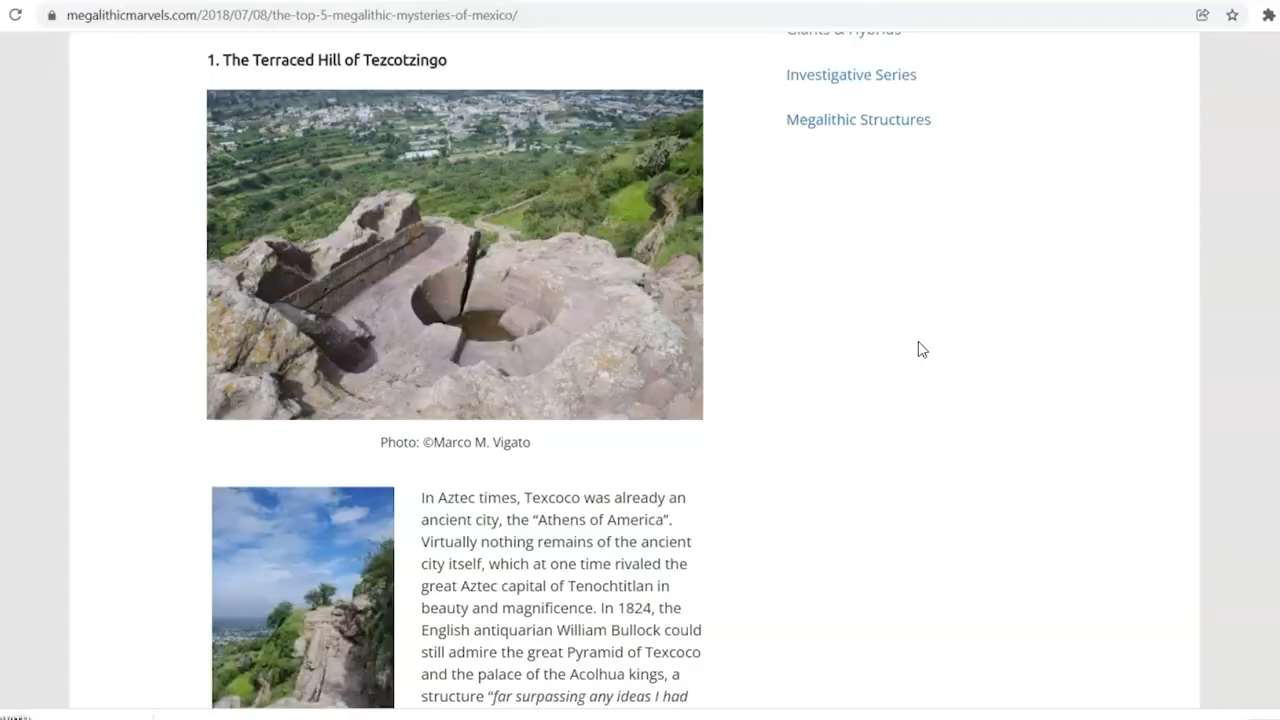 megalithicmarvels.com/2018/07/08/the-top-5-megalithic-mysteries-of-mexico/
1. The Terraced Hill of Tezcotzingo
Giants & Hybrids
Investigative Series
Megalithic Structures
Photo: ©Marco M. Vigato
In Aztec times, Texcoco was already an
ancient city, the “Athens of America”.
Virtually nothing remains of the ancient
city itself, which at one time rivaled the
great Aztec capital of Tenochtitlan in
beauty and magnificence. In 1824, the
English antiquarian William Bullock could
still admire the great Pyramid of Texcoco
and the palace of the Acolhua kings, a
structure “far surpassing any ideas I had